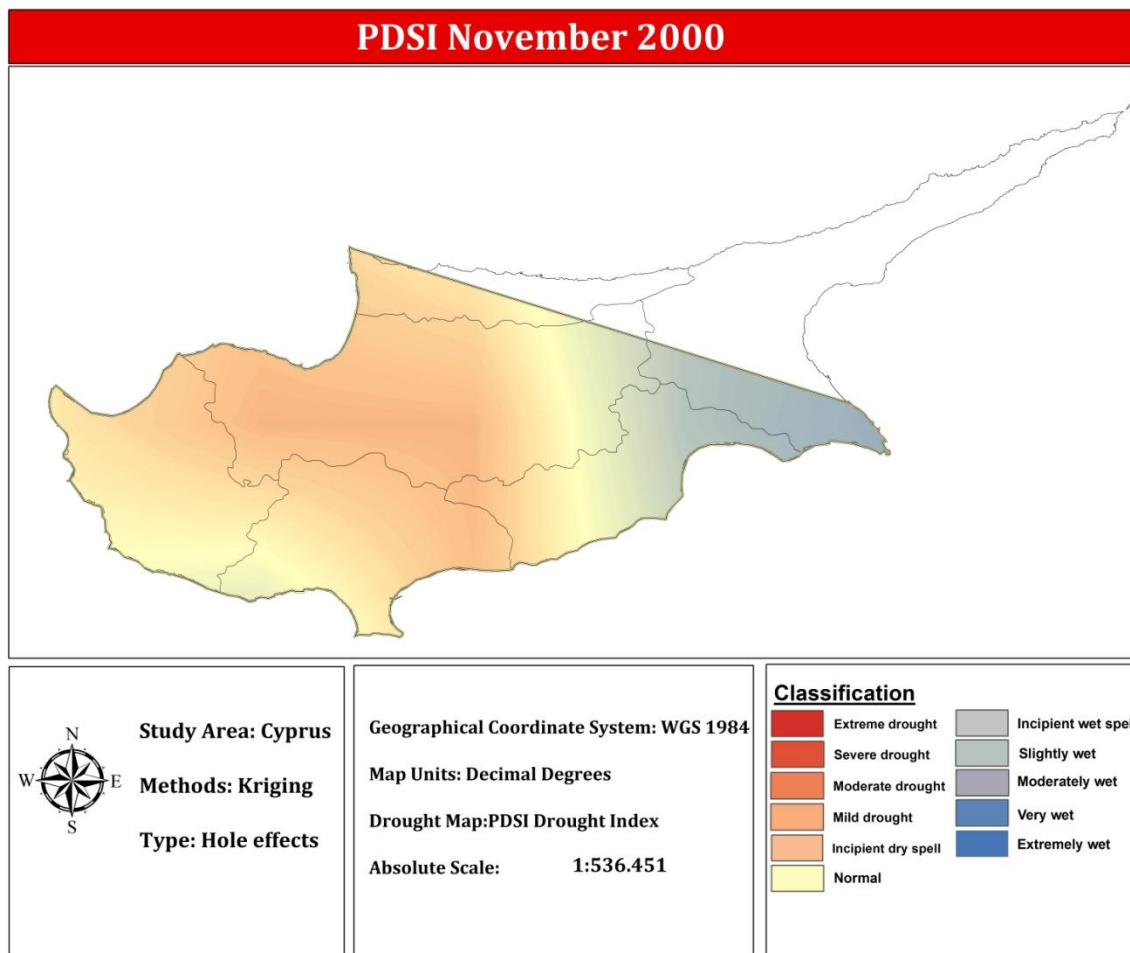 PDSI November 2000
N
W
E
S
Study Area: Cyprus
Methods: Kriging
Type: Hole effects
Geographical Coordinate System: WGS 1984
Map Units: Decimal Degrees
Drought Map:PDSI Drought Index
Absolute Scale: 1:536.451
Classification
Extreme drought
Severe drought
Moderate drought
Mild drought
Incipient dry spell
Normal
Incipient wet spel
Slightly wet
Moderately wet
Very wet
Extremely wet